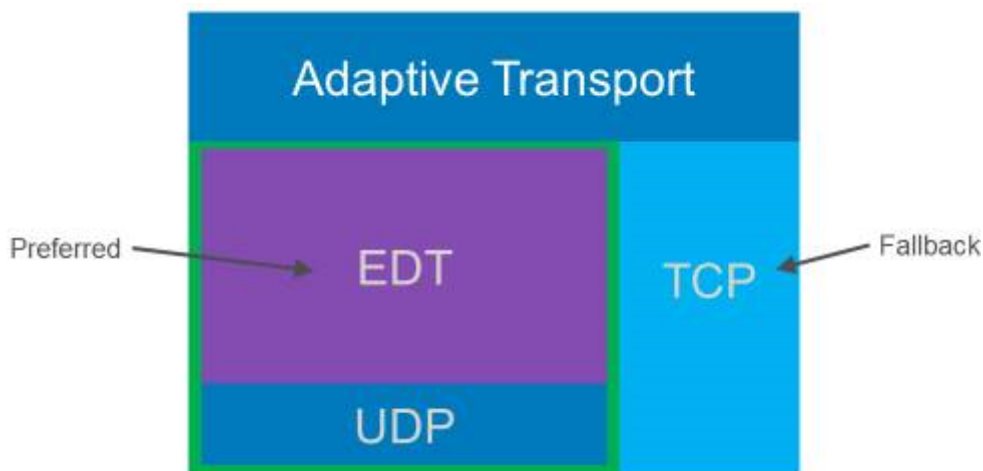 Adaptive Transport
Preferred
EDT
TCP
Fallback
UDP